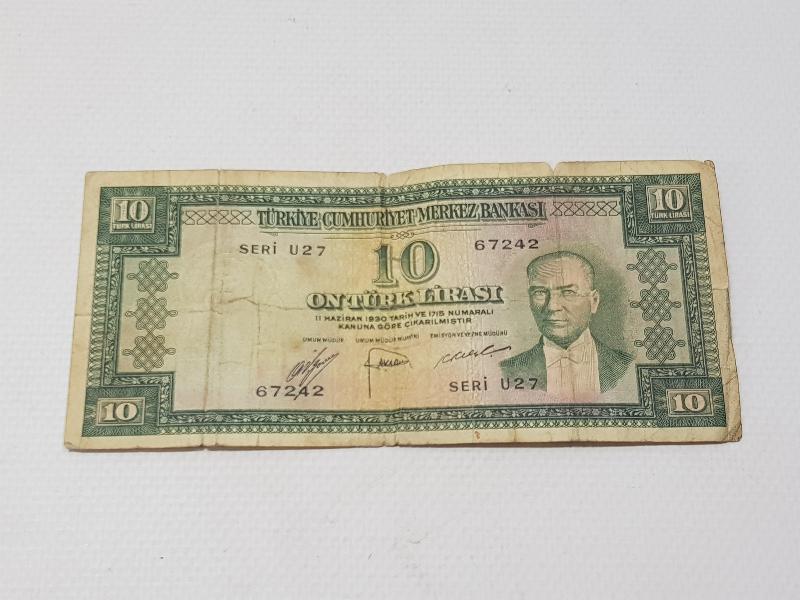 10
TÜRK LİRASI
TÜRKİYE CUMHURİYET MERKEZ BANKASI
10
TÜRK LİRASI
SERİ U27
67242
10
ON TÜRK LİRASI
11 HAZİRAN 1930 TARİH VE 1715 NUMARALI
KANUNA GÖRE ÇIKARILMIŞTIR
UMUM MÜDÜR
UMUM MÜDÜR MUAVİNİ
EMİSYON VE VEZNE MÜDÜRÜ
67242
SERİ U27
10
10